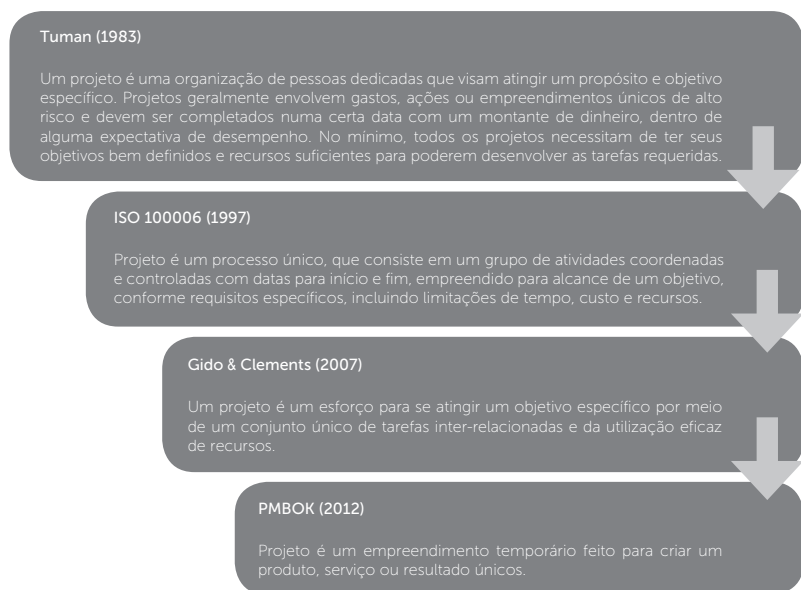 Tuman (1983)
Um projeto é uma organização de pessoas dedicadas que visam atingir um propósito e objetivo
específico. Projetos geralmente envolvem gastos, ações ou empreendimentos únicos de alto
risco e devem ser completados numa certa data com um montante de dinheiro, dentro de
alguma expectativa de desempenho. No mínimo, todos os projetos necessitam de ter seus
objetivos bem definidos e recursos suficientes para poderem desenvolver as tarefas requeridas.
ISO 100006 (1997)
Projeto é um processo único, que consiste em um grupo de atividades coordenadas
e controladas com datas para início e fim, empreendido para alcance de um objetivo,
conforme requisitos específicos, incluindo limitações de tempo, custo e recursos.
Gido & Clements (2007)
Um projeto é um esforço para se atingir um objetivo específico por meio
de um conjunto único de tarefas inter-relacionadas e da utilização eficaz
de recursos.
PMBOK (2012)
Projeto é um empreendimento temporário feito para criar um
produto, serviço ou resultado únicos.